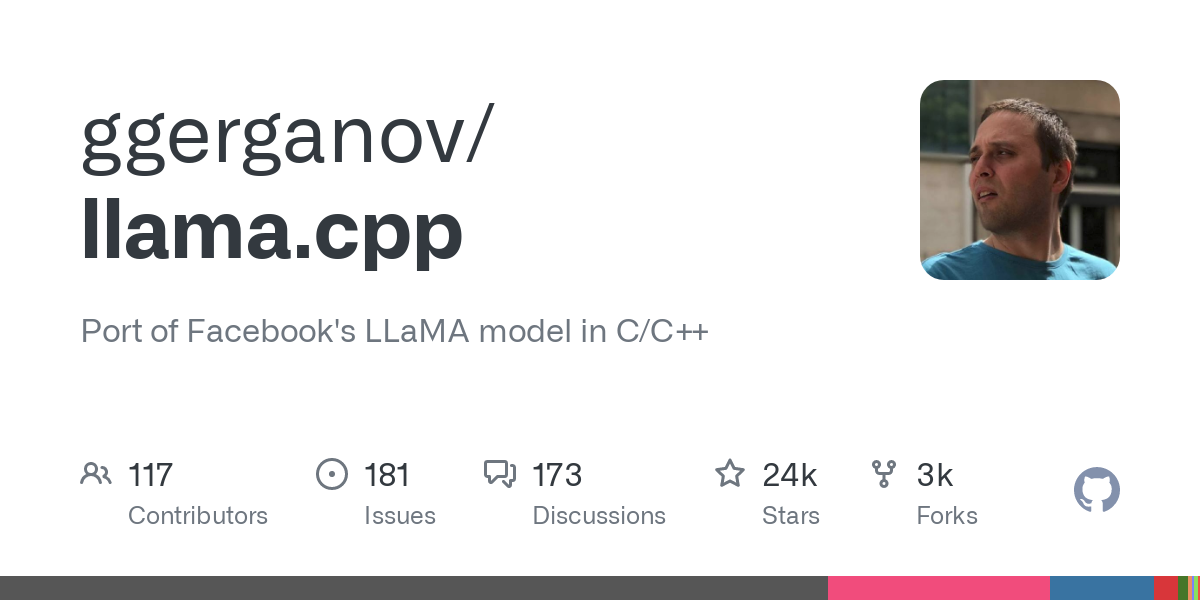 ggerganov/
llama.cpp
Port of Facebook's LLaMA model in C/C++
117
Contributors
181
Issues
173
Discussions
24k
Stars
3k
Forks